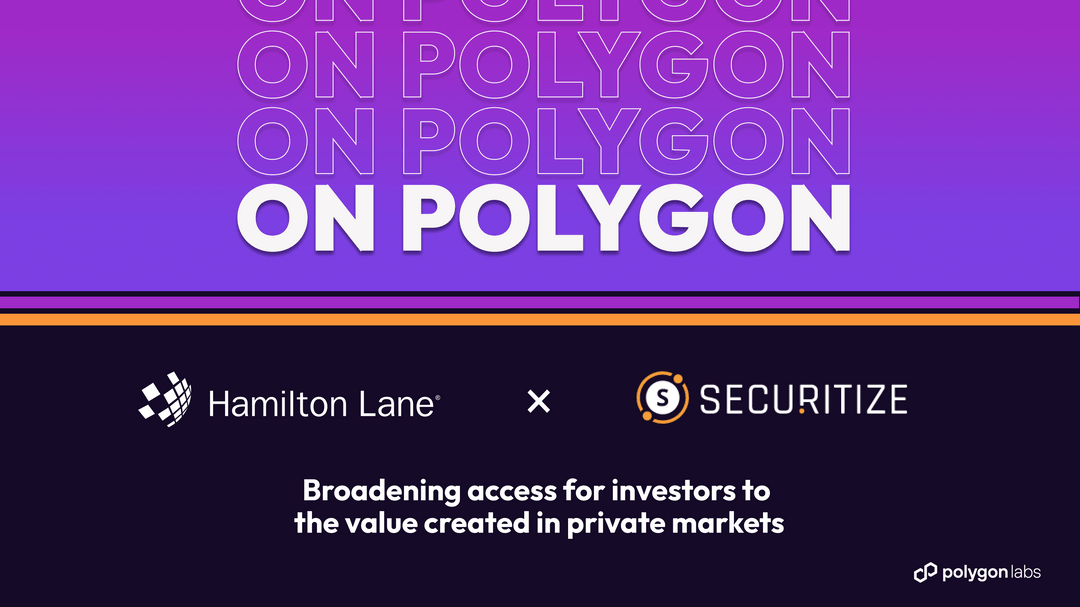 ON POLYGON
ON POLYGON
ON POLYGON
ON POLYGON
Hamilton Lane® × S SECURITIZE
Broadening access for investors to
the value created in private markets
polygon labs